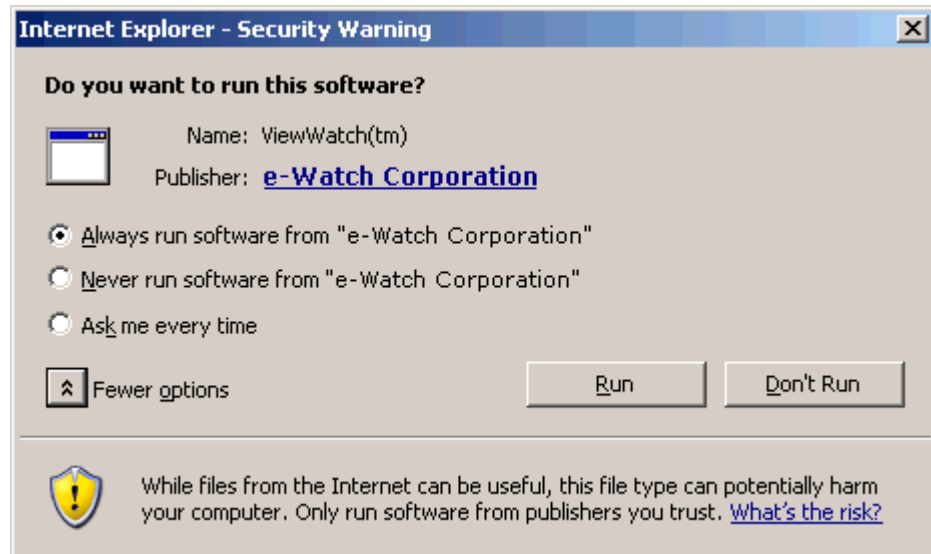 Internet Explorer - Security Warning
Do you want to run this software?
Name: ViewWatch(tm)
Publisher: e-Watch Corporation
Always run software from "e-Watch Corporation"
Never run software from "e-Watch Corporation"
Ask me every time
Fewer options Run Don't Run
While files from the Internet can be useful, this file type can potentially harm
your computer. Only run software from publishers you trust. What's the risk?